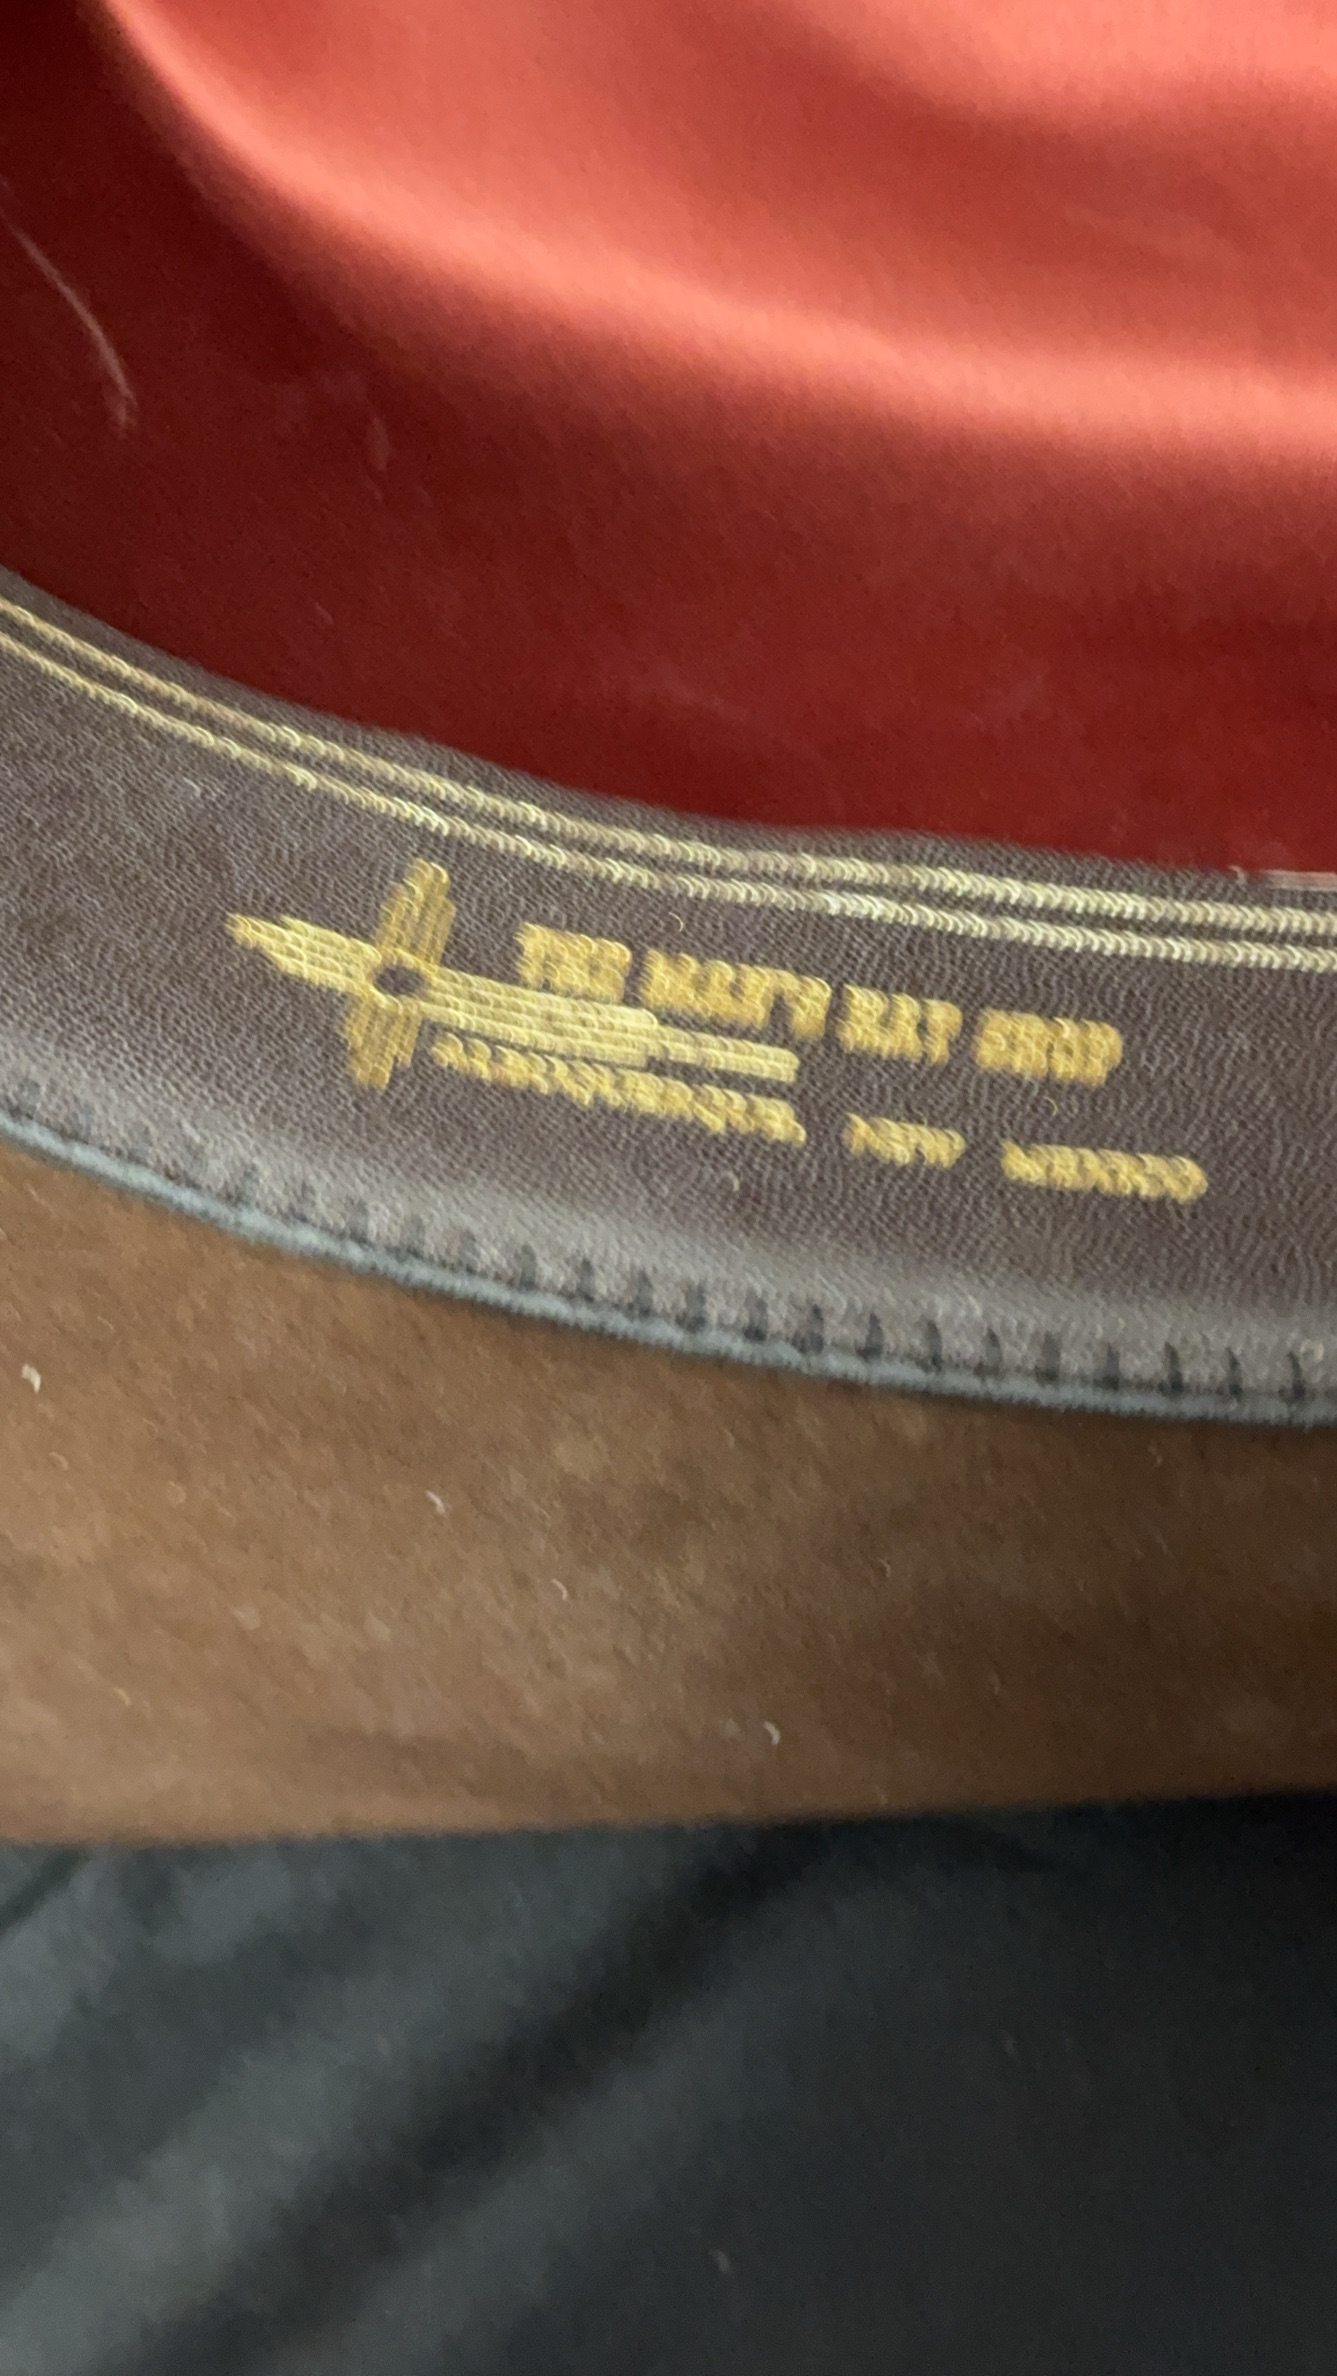 THE MAN'S HAT SHOP
ALBUQUERQUE NEW MEXICO